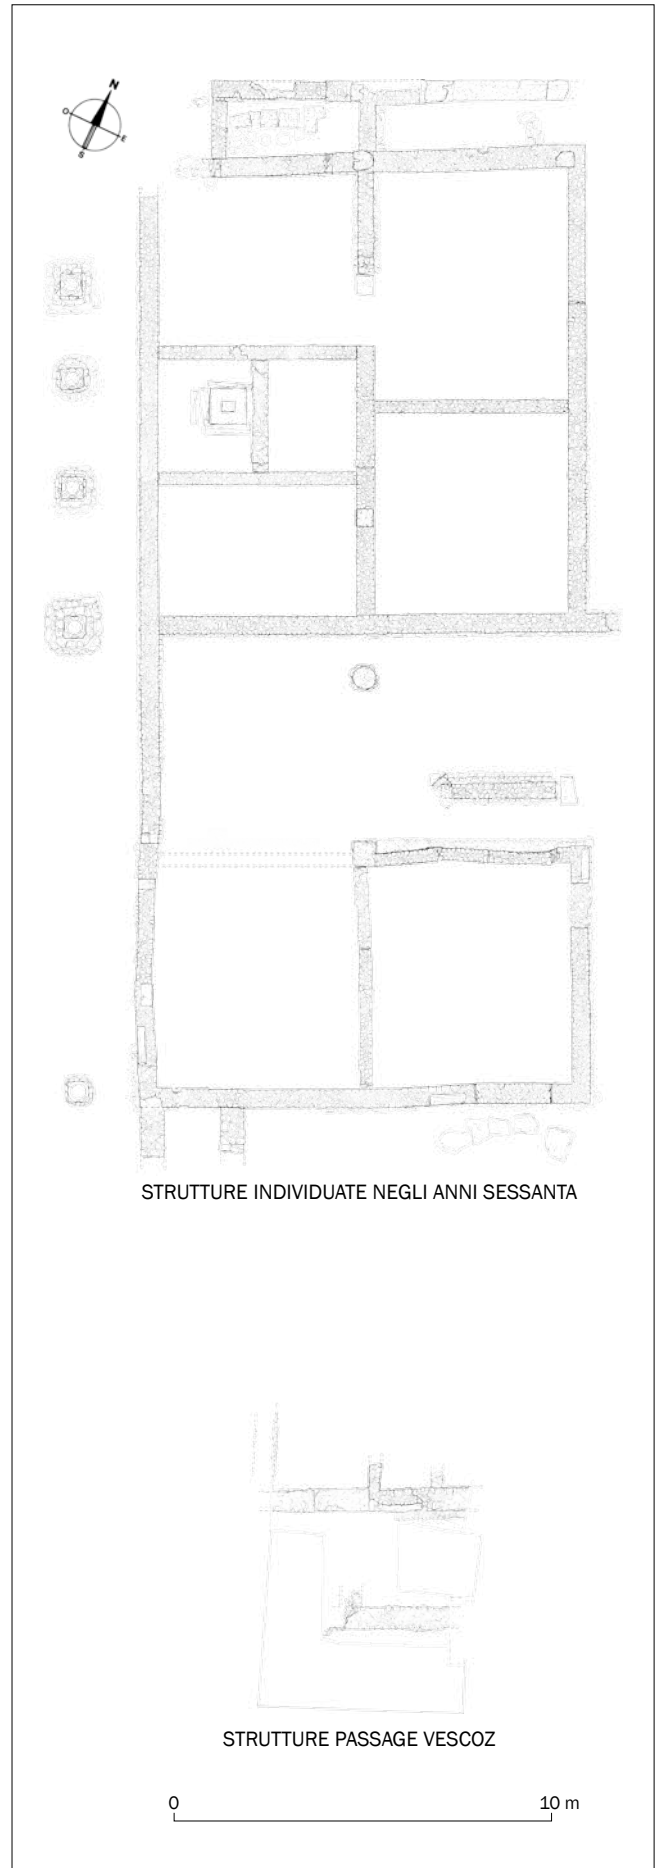 N
O
E
S
STRUTTURE INDIVIDUATE NEGLI ANNI SESSANTA
STRUTTURE PASSAGE VESCOZ
0 10 m